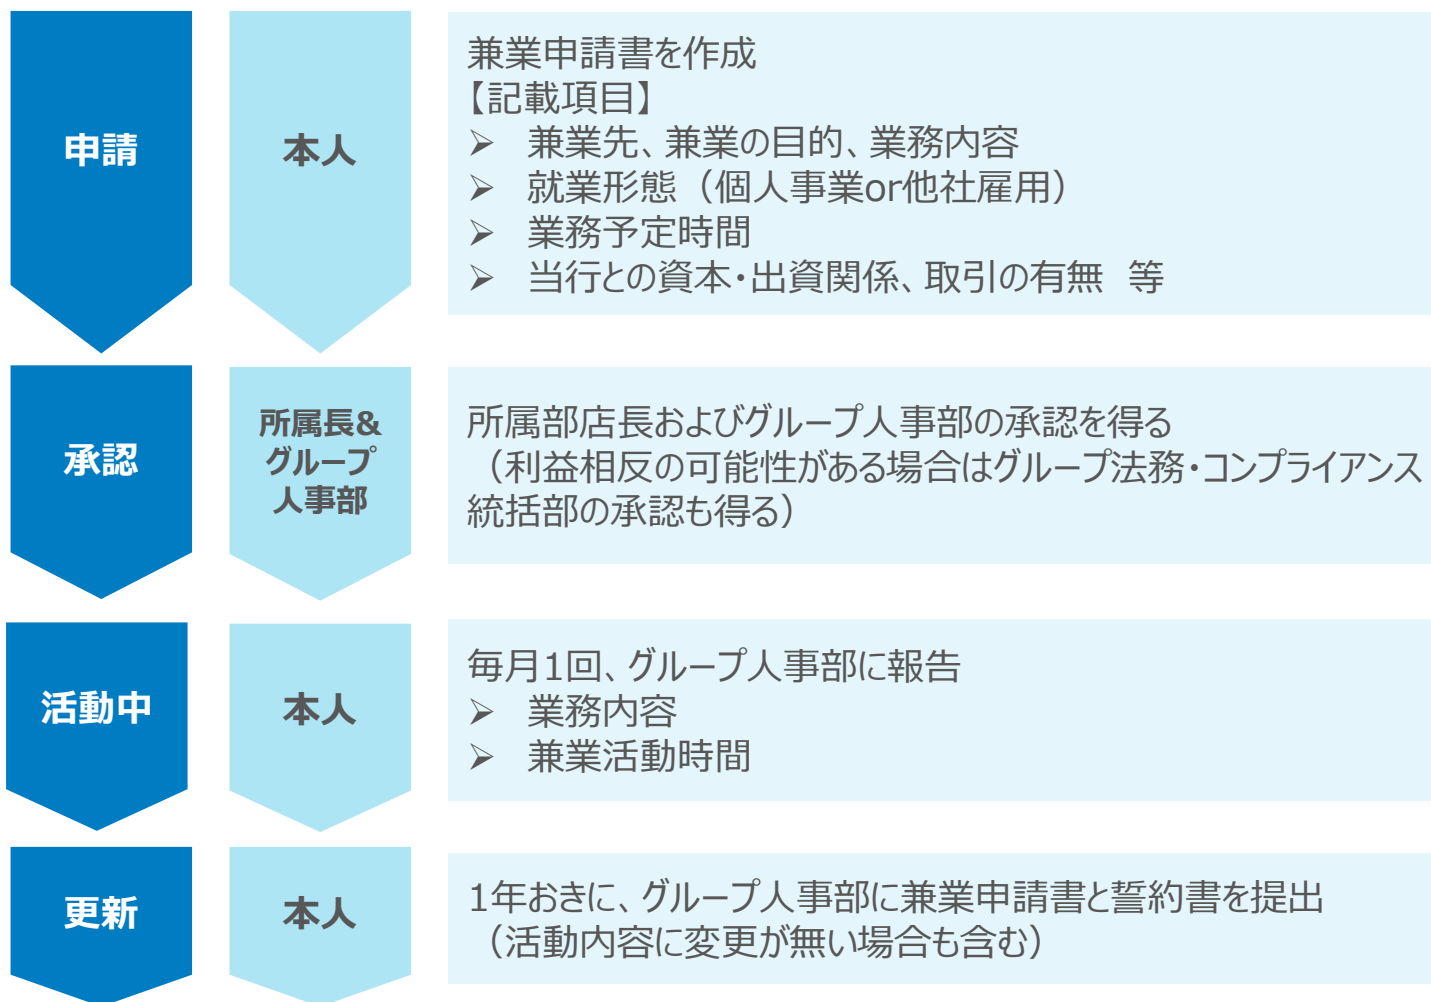 申請
本人
兼業申請書を作成
【記載項目】
➢ 兼業先、兼業の目的、業務内容
➢ 就業形態（個人事業or他社雇用）
➢ 業務予定時間
➢ 当行との資本・出資関係、取引の有無　等
承認
所属長&
グループ
人事部
所属部店長およびグループ人事部の承認を得る
（利益相反の可能性がある場合はグループ法務・コンプライアンス
統括部の承認も得る）
活動中
本人
毎月1回、グループ人事部に報告
➢ 業務内容
➢ 兼業活動時間
更新
本人
1年おきに、グループ人事部に兼業申請書と誓約書を提出
（活動内容に変更が無い場合も含む）